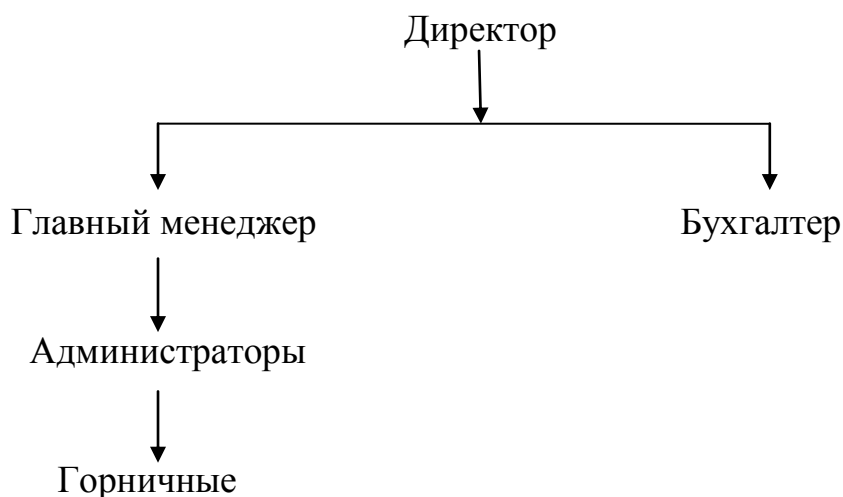 Директор
Главный менеджер
Бухгалтер
Администраторы
Горничные